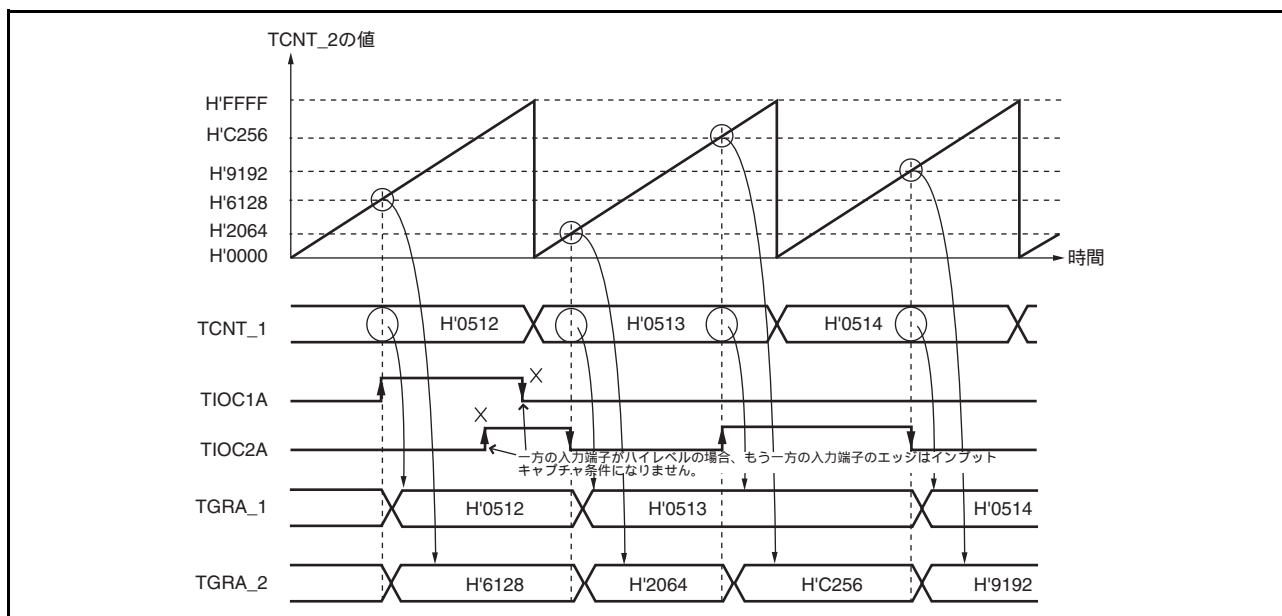 TCNT_2の値
H'FFFF
H'C256
H'9192
H'6128
H'2064
H'0000
時間
TCNT_1
H'0512
H'0513
H'0514
TIOC1A
X
TIOC2A
X
一方の入力端子がハイレベルの場合、もう一方の入力端子のエッジはインプット
キャプチャ条件になりません。
TGRA_1
H'0512
H'0513
H'0514
TGRA_2
H'6128
H'2064
H'C256
H'9192